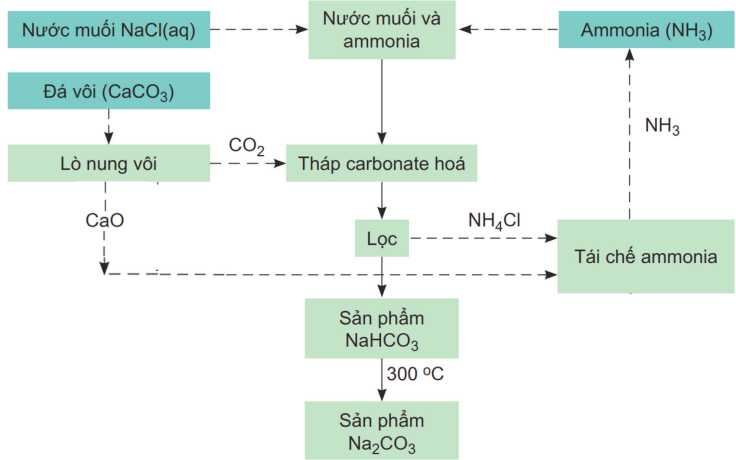 Nước muối NaCl(aq)
Nước muối và
ammonia
Ammonia (NH₃)
Đá vôi (CaCO₃)
Lò nung vôi
CO₂
Tháp carbonate hoá
NH₃
CaO
Lọc
NH₄Cl
Tái chế ammonia
Sản phẩm
NaHCO₃
300 ⁰C
Sản phẩm
Na₂CO₃